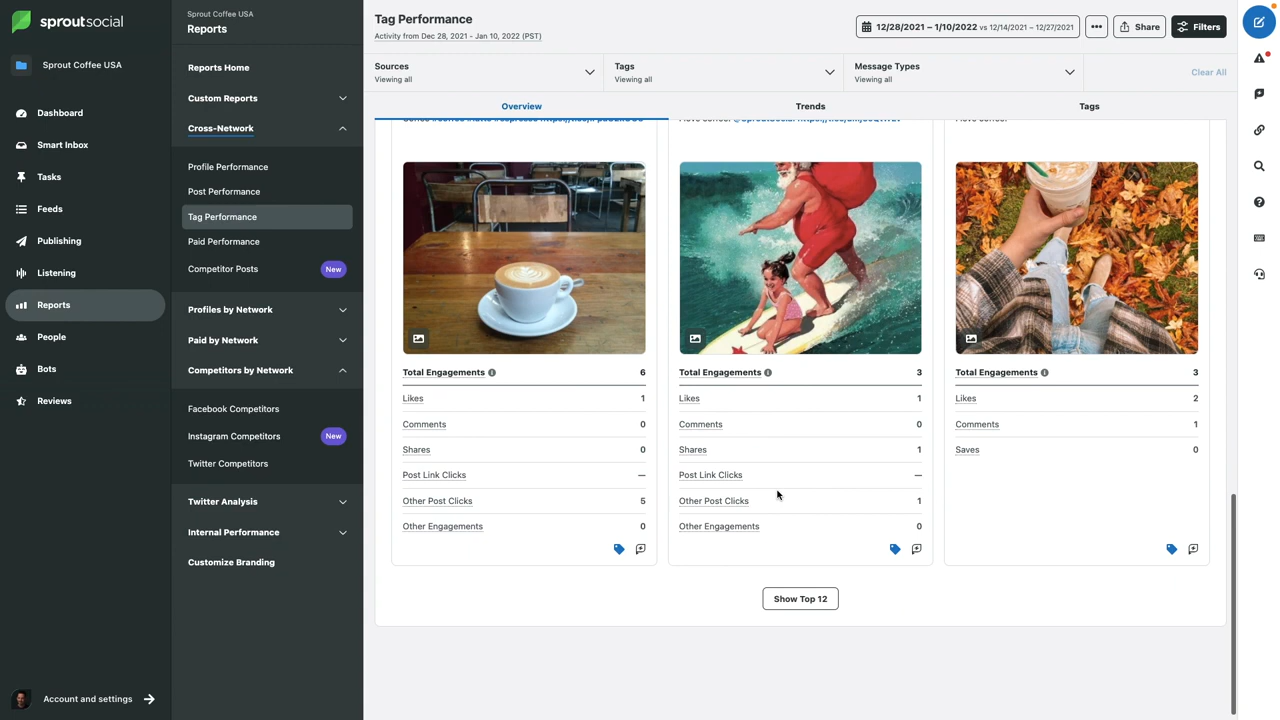 sproutsocial
Sprout Coffee USA
Dashboard
Smart Inbox
Tasks
Feeds
Publishing
Listening
Reports
People
Bots
Reviews
Account and settings
Sprout Coffee USA
Reports
Reports Home
Custom Reports
Cross-Network
Profile Performance
Post Performance
Tag Performance
Paid Performance
Competitor Posts New
Profiles by Network
Paid by Network
Competitors by Network
Facebook Competitors
Instagram Competitors New
Twitter Competitors
Twitter Analysis
Internal Performance
Customize Branding
Tag Performance
Activity from Dec 28, 2021 - Jan 10, 2022 (PST)
12/28/2021 – 1/10/2022 vs 12/14/2021 – 12/27/2021
Share
Filters
Sources
Viewing all
Tags
Viewing all
Message Types
Viewing all
Clear All
Overview Trends Tags
Total Engagements 6
Likes 1
Comments 0
Shares 0
Post Link Clicks —
Other Post Clicks 5
Other Engagements 0
Total Engagements 3
Likes 1
Comments 0
Shares 1
Post Link Clicks —
Other Post Clicks 1
Other Engagements 0
Total Engagements 3
Likes 2
Comments 1
Saves 0
Show Top 12